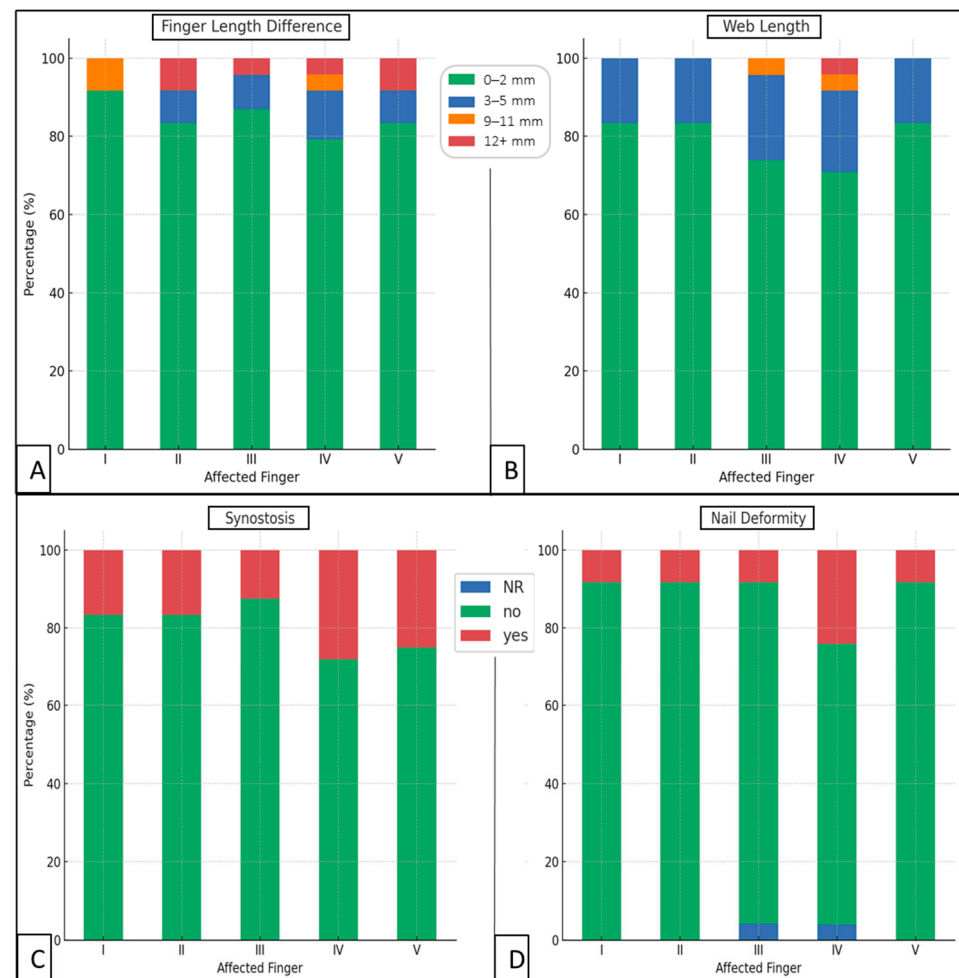 Finger Length Difference
100
80
60
40
20
0
Percentage (%)
I II III IV V
Affected Finger
A
0–2 mm
3–5 mm
9–11 mm
12+ mm
Web Length
100
80
60
40
20
0
I II III IV V
Affected Finger
B
Synostosis
100
80
60
40
20
0
Percentage (%)
I II III IV V
Affected Finger
C
NR
no
yes
Nail Deformity
100
80
60
40
20
0
I II III IV V
Affected Finger
D